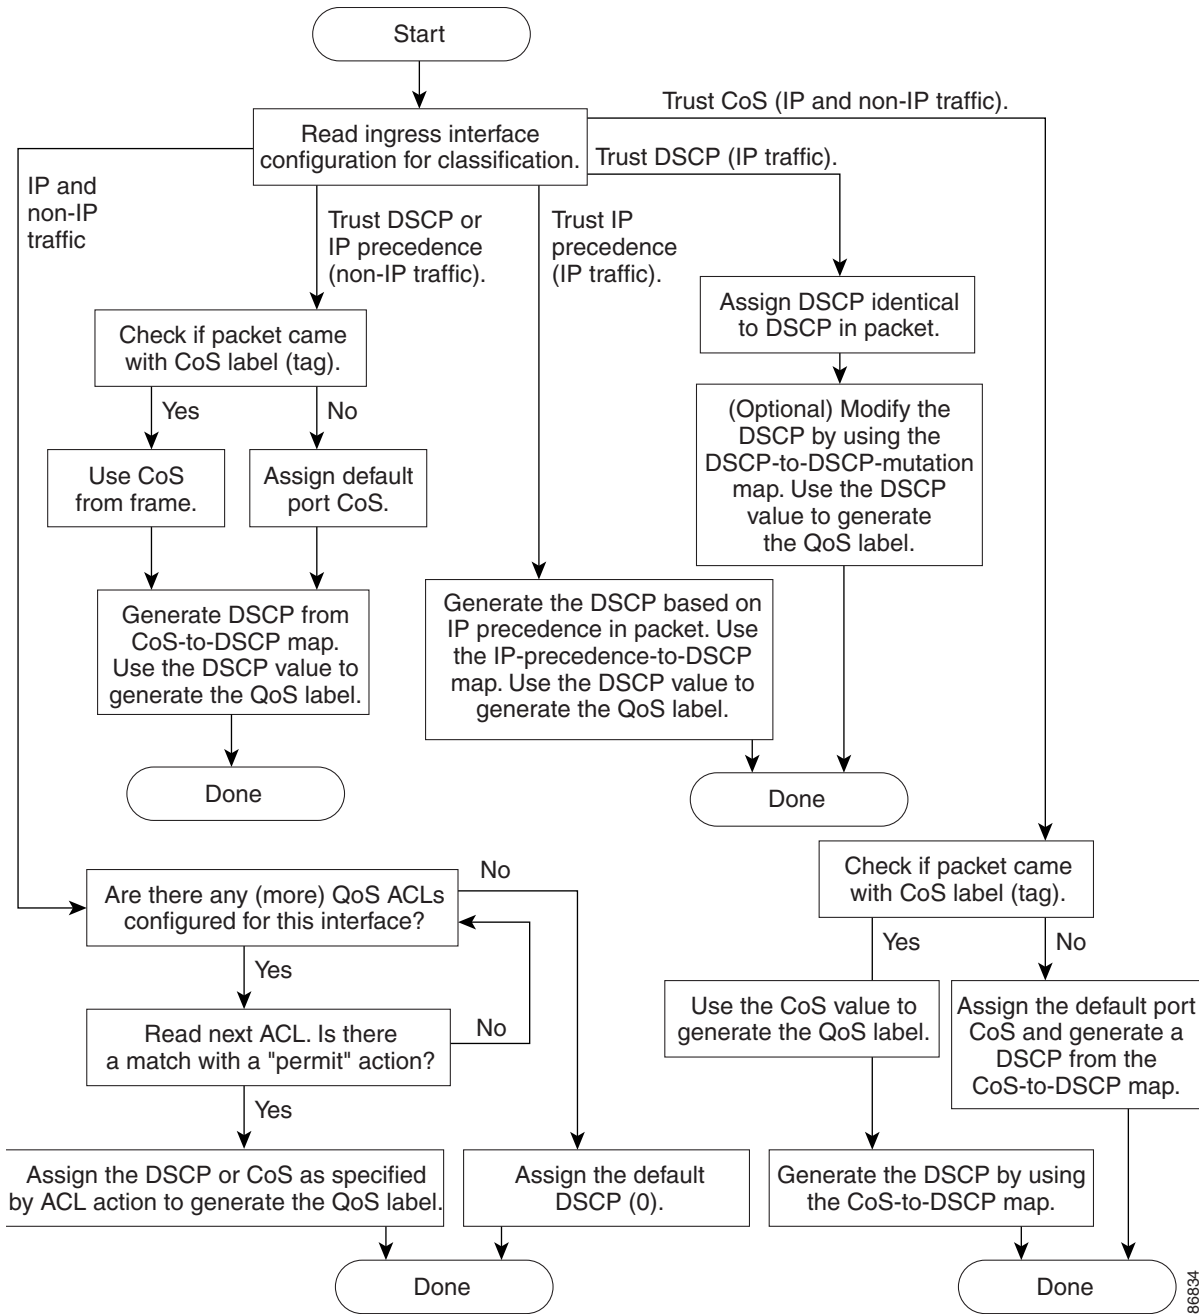 Start
Trust CoS (IP and non-IP traffic).
Read ingress interface
configuration for classification.
Trust DSCP (IP traffic).
IP and
non-IP
traffic
Trust DSCP or
IP precedence
(non-IP traffic).
Trust IP
precedence
(IP traffic).
Assign DSCP identical
to DSCP in packet.
Check if packet came
with CoS label (tag).
Yes
No
(Optional) Modify the
DSCP by using the
DSCP-to-DSCP-mutation
map. Use the DSCP
value to generate
the QoS label.
Use CoS
from frame.
Assign default
port CoS.
Generate DSCP from
CoS-to-DSCP map.
Use the DSCP value to
generate the QoS label.
Generate the DSCP based on
IP precedence in packet. Use
the IP-precedence-to-DSCP
map. Use the DSCP value to
generate the QoS label.
Done
Done
Are there any (more) QoS ACLs
configured for this interface?
No
Yes
Read next ACL. Is there
a match with a "permit" action?
No
Yes
Assign the DSCP or CoS as specified
by ACL action to generate the QoS label.
Assign the default
DSCP (0).
Done
Check if packet came
with CoS label (tag).
Yes
No
Use the CoS value to
generate the QoS label.
Assign the default port
CoS and generate a
DSCP from the
CoS-to-DSCP map.
Generate the DSCP by using
the CoS-to-DSCP map.
Done
86834